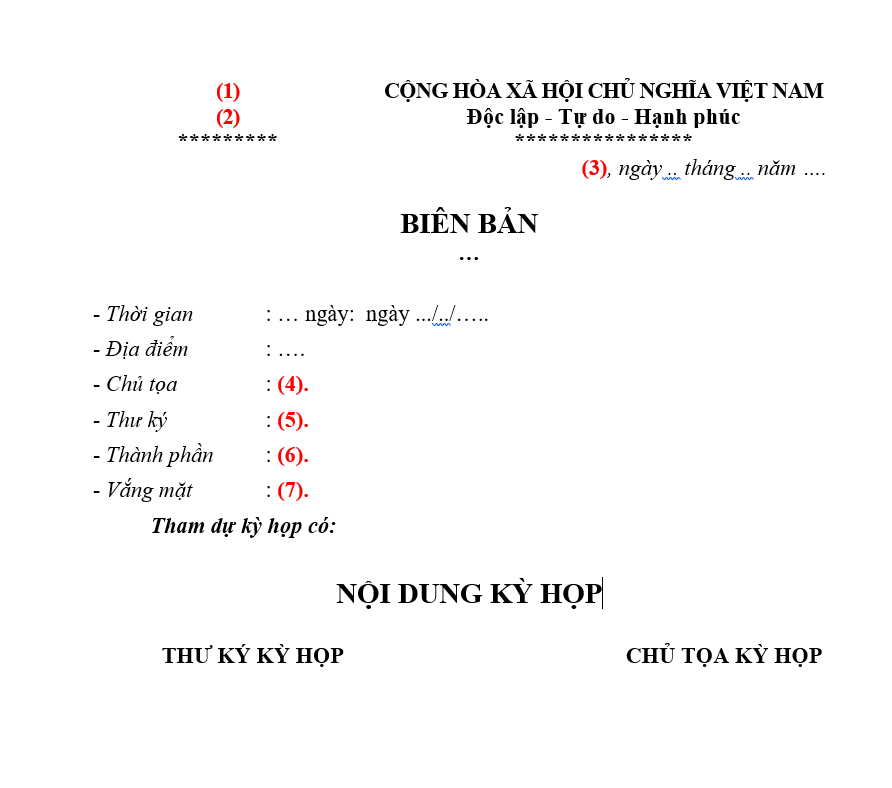 (1) CỘNG HÒA XÃ HỘI CHỦ NGHĨA VIỆT NAM
(2) Độc lập - Tự do - Hạnh phúc
********* ****************
(3), ngày .. tháng .. năm ….
BIÊN BẢN
…
- Thời gian : … ngày: ngày .../../.….
- Địa điểm : ….
- Chủ tọa : (4).
- Thư ký : (5).
- Thành phần : (6).
- Vắng mặt : (7).
Tham dự kỳ họp có:
NỘI DUNG KỲ HỌP
THƯ KÝ KỲ HỌP CHỦ TỌA KỲ HỌP